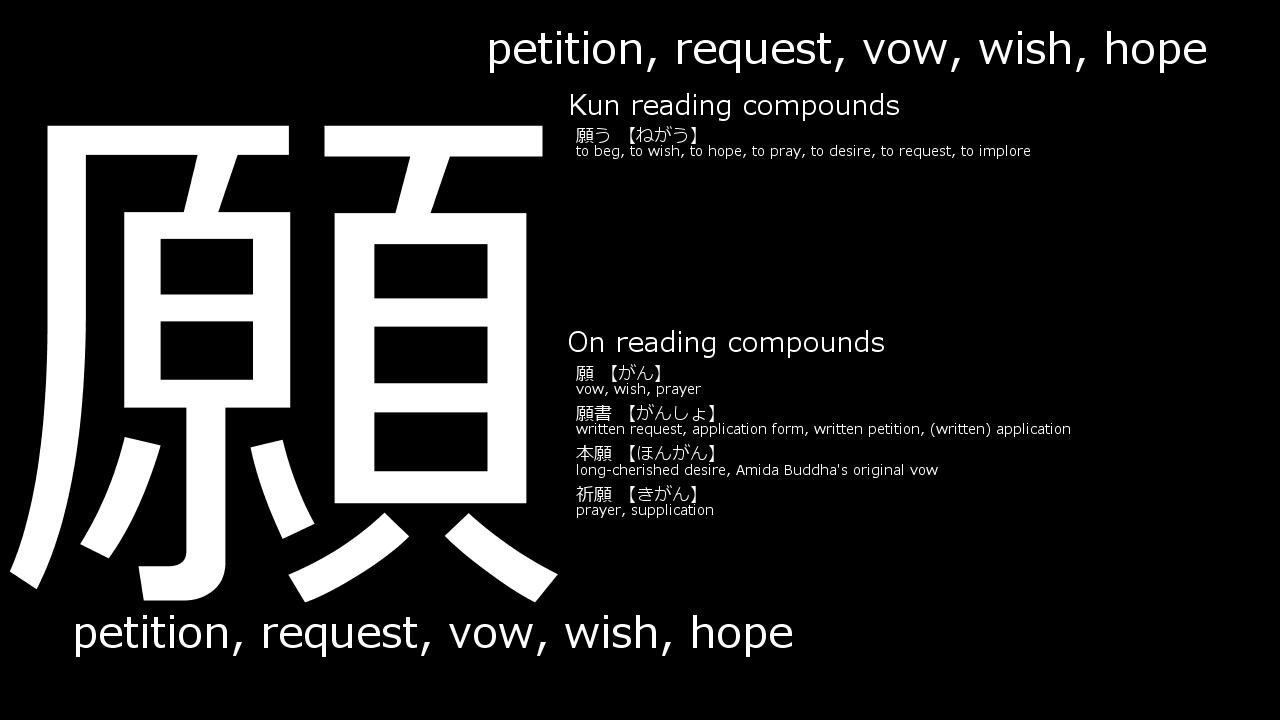 petition, request, vow, wish, hope
願
Kun reading compounds
願う 【ねがう】
to beg, to wish, to hope, to pray, to desire, to request, to implore
On reading compounds
願 【がん】
vow, wish, prayer
願書 【がんしょ】
written request, application form, written petition, (written) application
本願 【ほんがん】
long-cherished desire, Amida Buddha's original vow
祈願 【きがん】
prayer, supplication
petition, request, vow, wish, hope